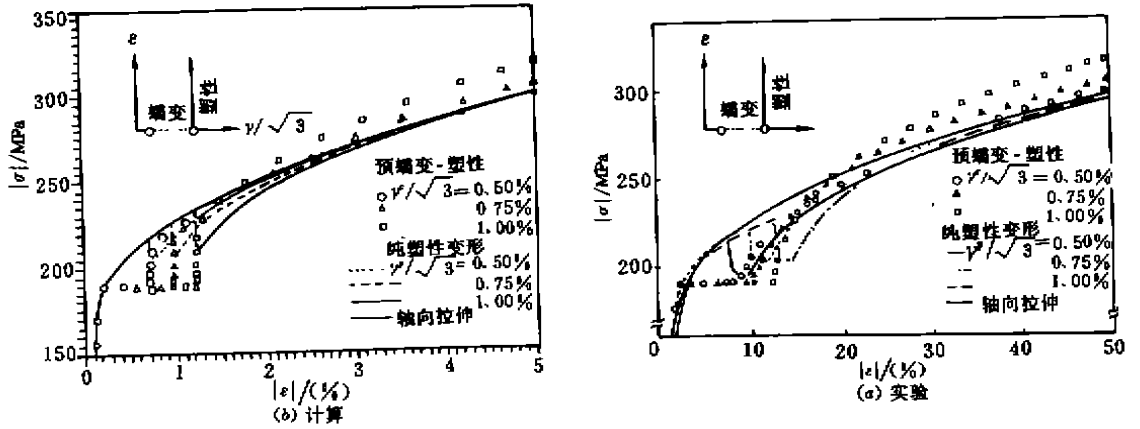 350
300
250
200
150
|σ|/MPa
ε
塑性
蠕变
γ/√3
预蠕变-塑性
γᶜ/√3=0.50%
0.75%
1.00%
纯塑性变形
γᵖ/√3=0.50%
0.75%
1.00%
轴向拉伸
0 1 2 3 4 5
|ε|/(%)
(b) 计算
300
250
200
|σ|/MPa
ε
塑性
蠕变
预蠕变-塑性
γᶜ/√3=0.50%
0.75%
1.00%
纯塑性变形
γᵖ/√3=0.50%
0.75%
1.00%
轴向拉伸
0 10 20 30 40 50
|ε|/(%)
(a) 实验